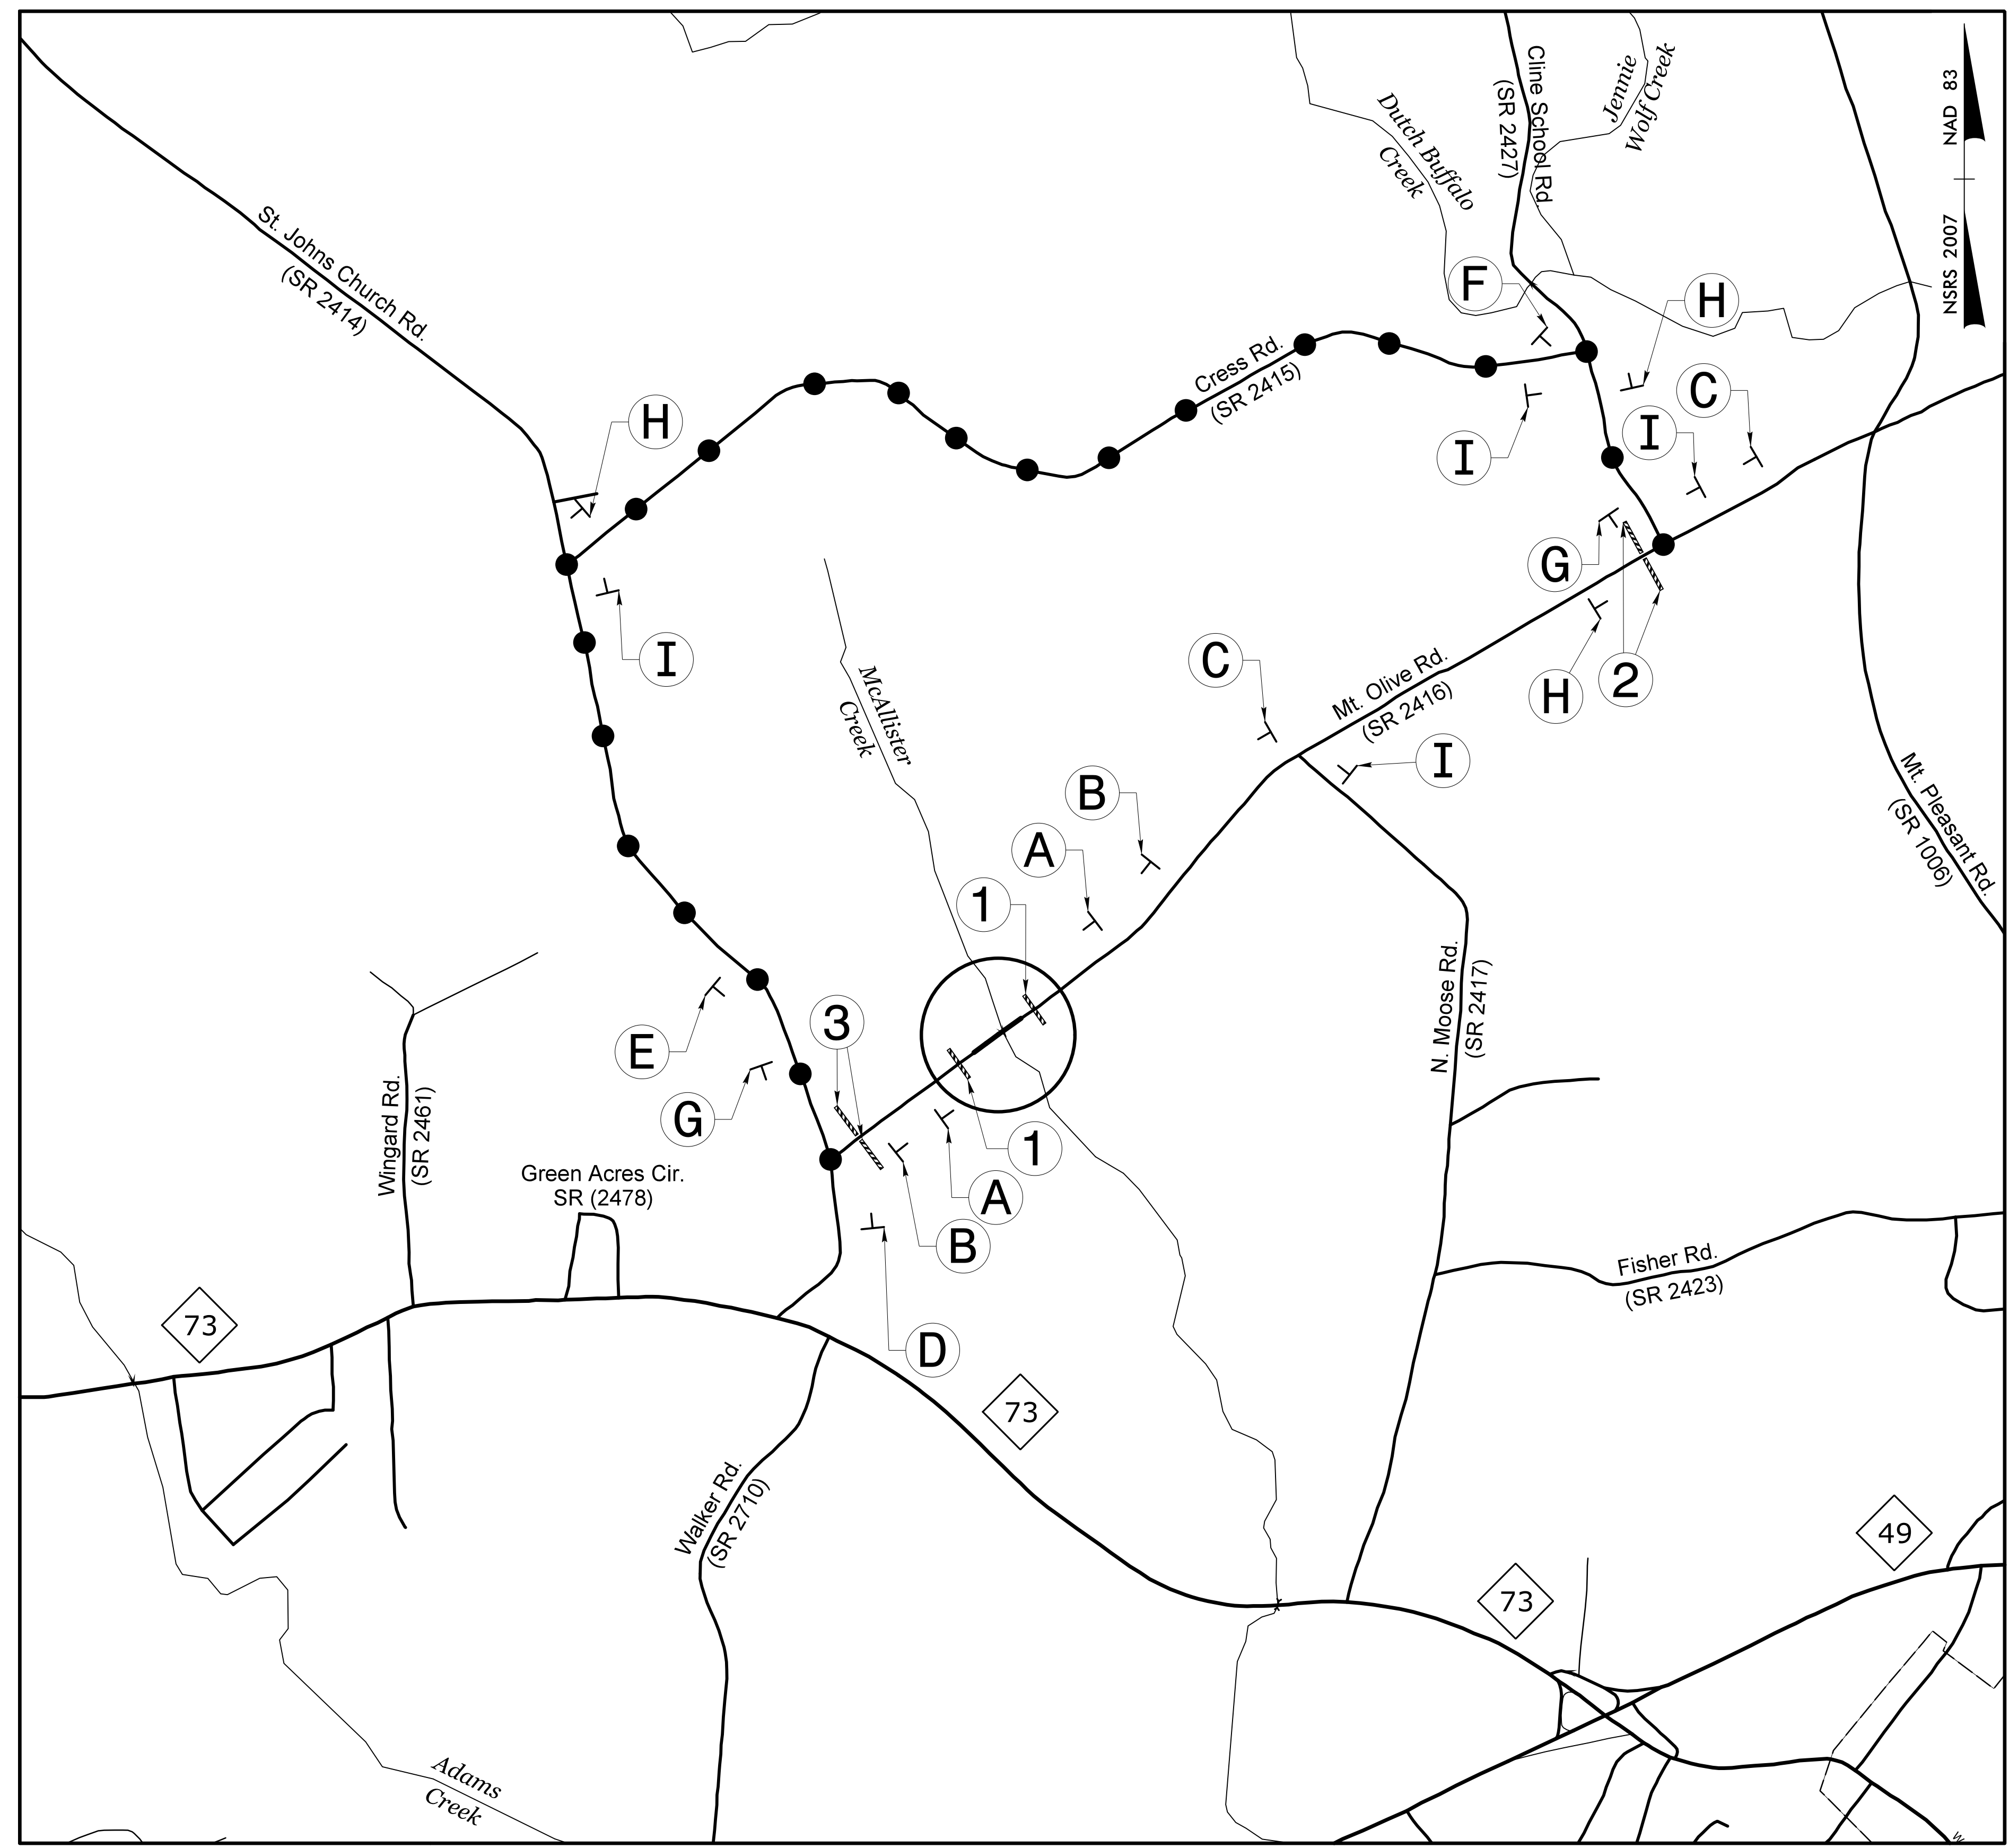 NAD 83
NSRS 2007
Cline School Rd.
(SR 2427)
Jennie
Wolf Creek
Dutch Buffalo
Creek
St. Johns Church Rd.
(SR 2414)
F
H
C
I
I
Cress Rd.
(SR 2415)
H
G
2
H
I
C
Mt. Olive Rd.
(SR 2416)
I
McAllister
Creek
B
A
1
Mt. Pleasant Rd.
(SR 1006)
N. Moose Rd.
(SR 2417)
3
E
G
1
A
B
D
Wingard Rd.
(SR 2461)
Green Acres Cir.
SR (2478)
Fisher Rd.
(SR 2423)
73
73
Walker Rd.
(SR 2710)
49
73
Adams
Creek
W